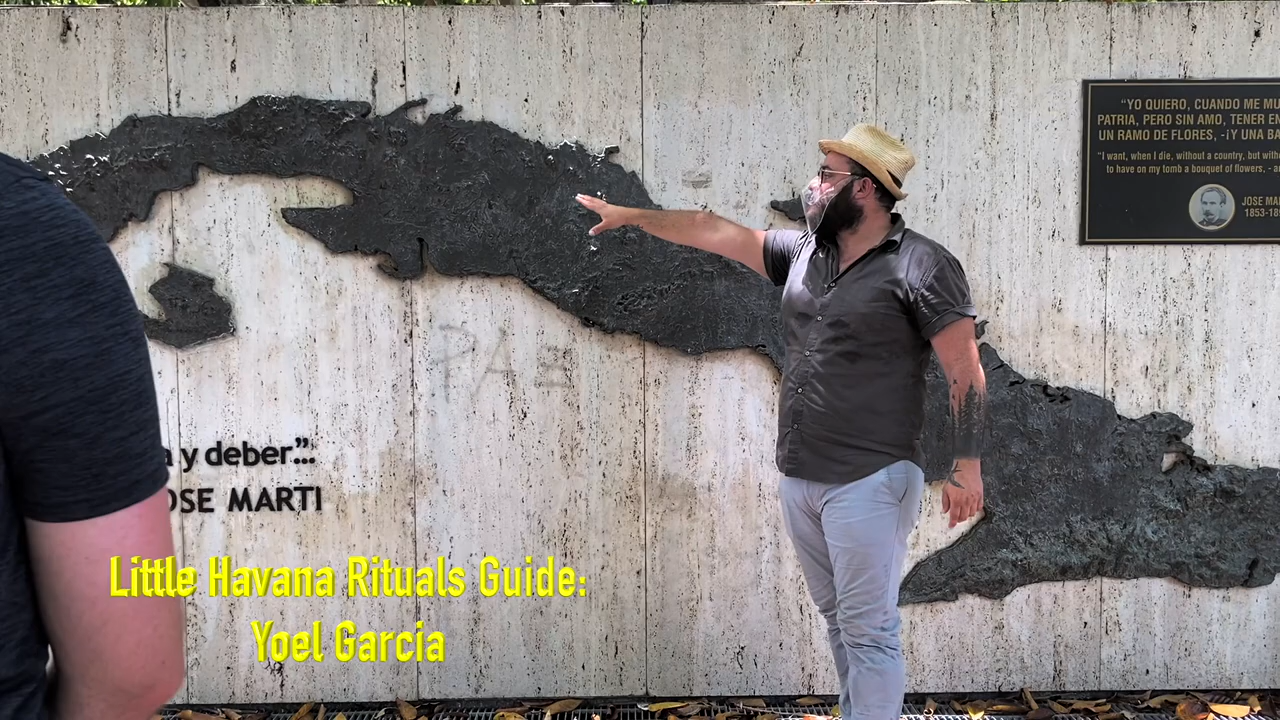 "YO QUIERO, CUANDO ME MU
PATRIA, PERO SIN AMO, TENER EN
UN RAMO DE FLORES, -¡Y UNA BA
"I want, when I die, without a country, but with
to have on my tomb a bouquet of flowers, - a
JOSE MA
1853-18
a y deber"...
OSE MARTI
Little Havana Rituals Guide:
Yoel Garcia